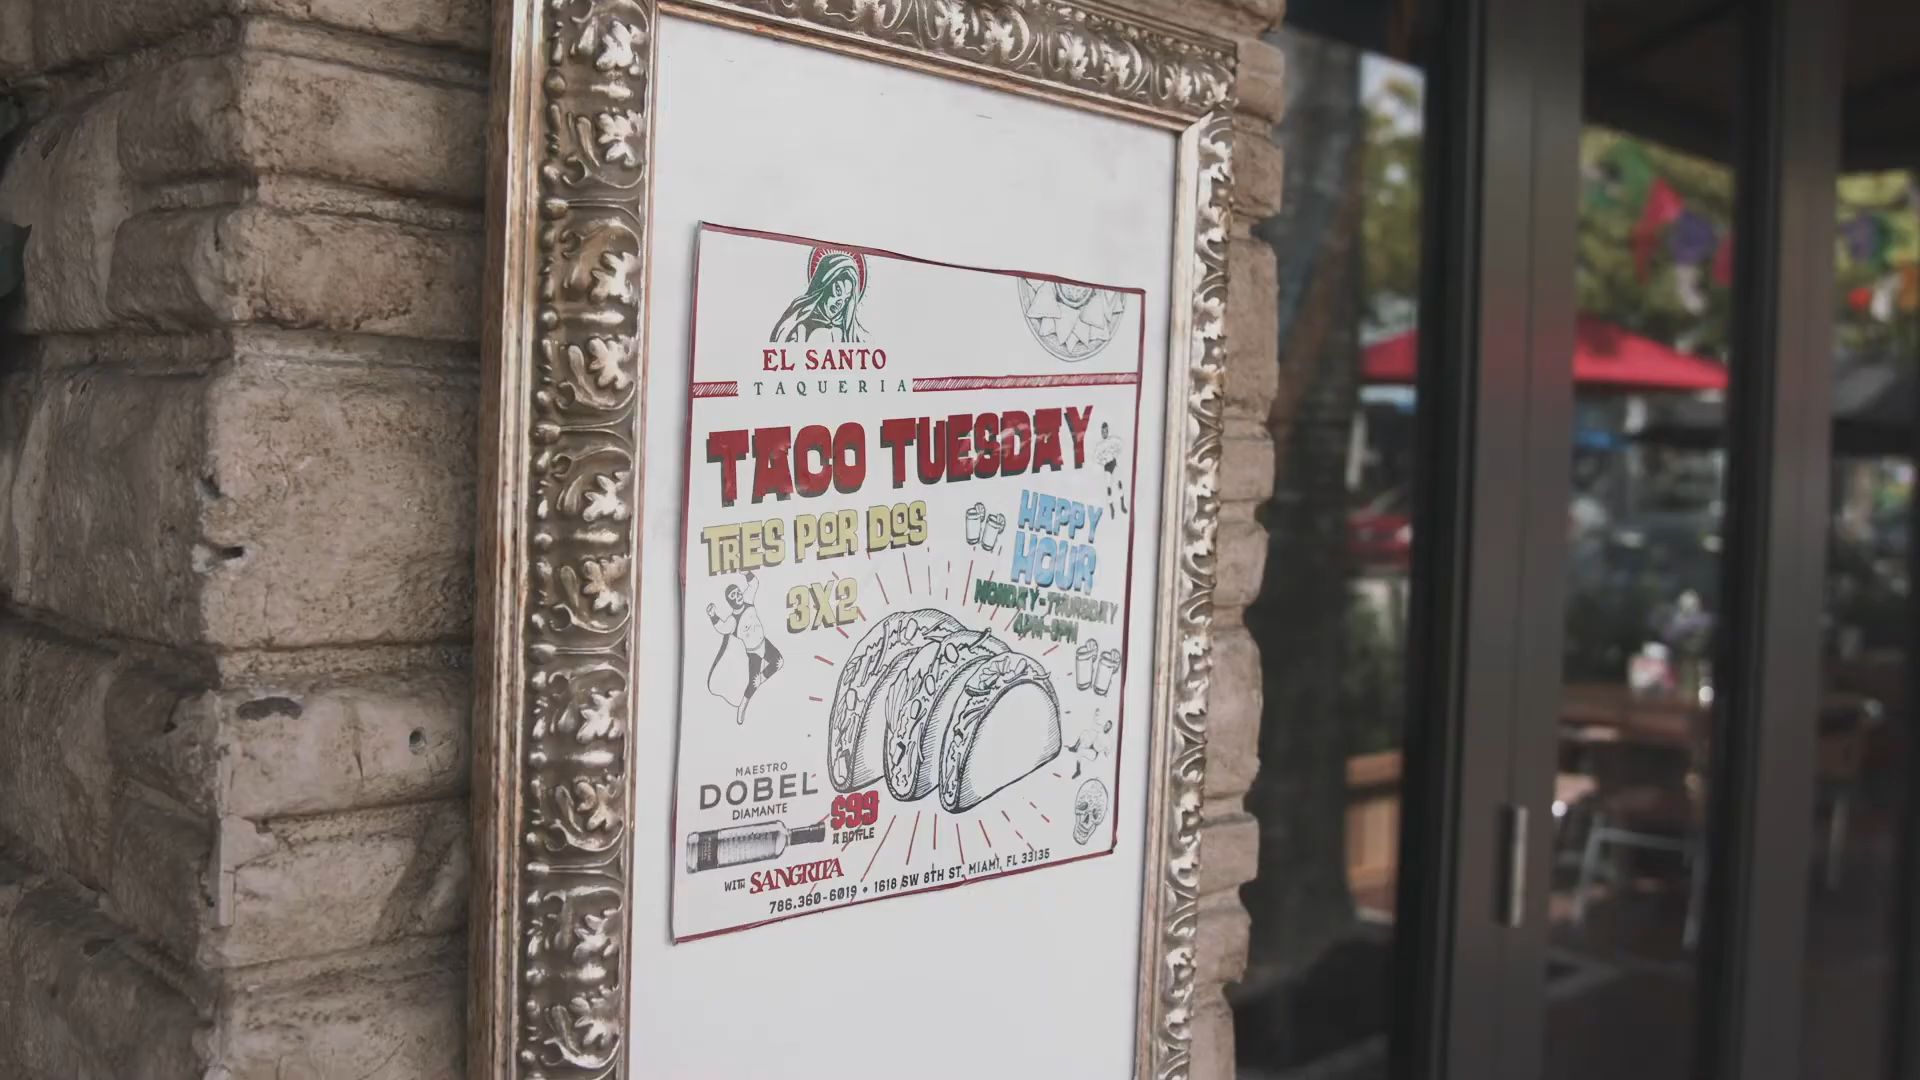 EL SANTO
TAQUERIA
TACO TUESDAY
TRES POR DOS
3X2
HAPPY
HOUR
MONDAY-THURSDAY
MAESTRO
DOBEL
DIAMANTE
$99
A BOTTLE
WITH SANGRITA
786.360-6019 • 1618 SW 8TH ST, MIAMI, FL 33135